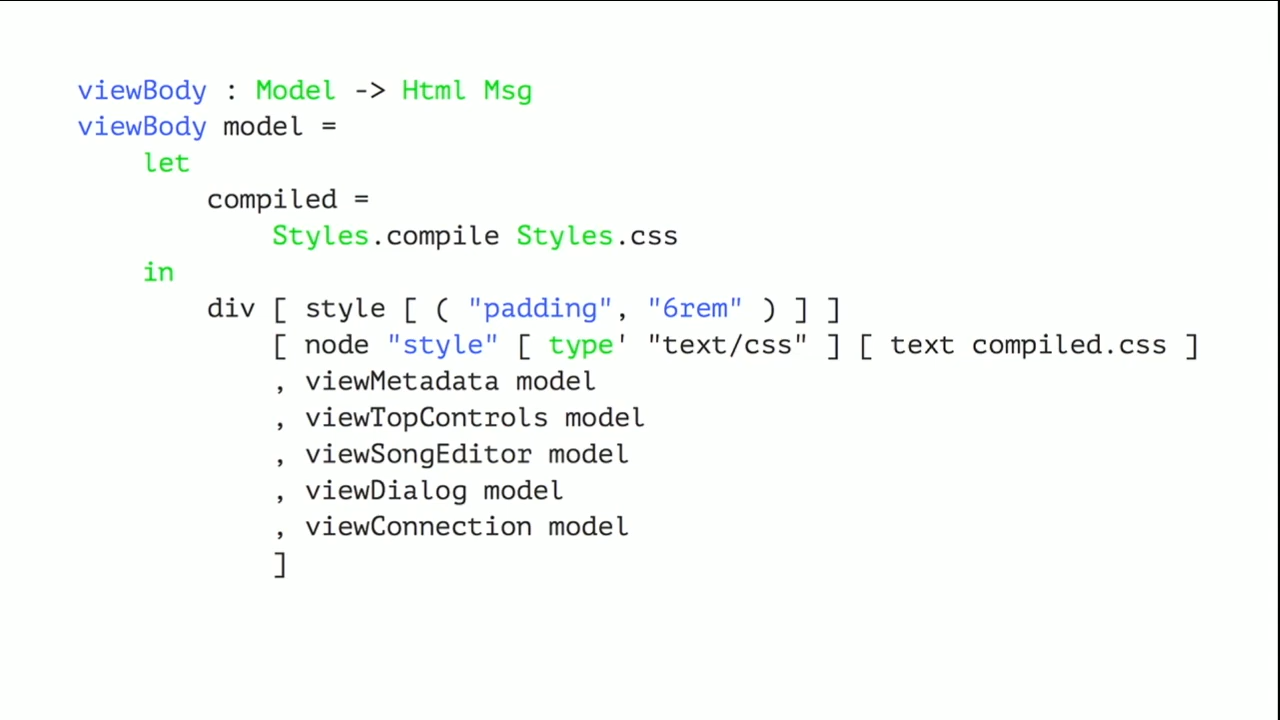 viewBody : Model -> Html Msg
viewBody model =
    let
        compiled =
            Styles.compile Styles.css
    in
        div [ style [ ( "padding", "6rem" ) ] ]
            [ node "style" [ type' "text/css" ] [ text compiled.css ]
            , viewMetadata model
            , viewTopControls model
            , viewSongEditor model
            , viewDialog model
            , viewConnection model
            ]